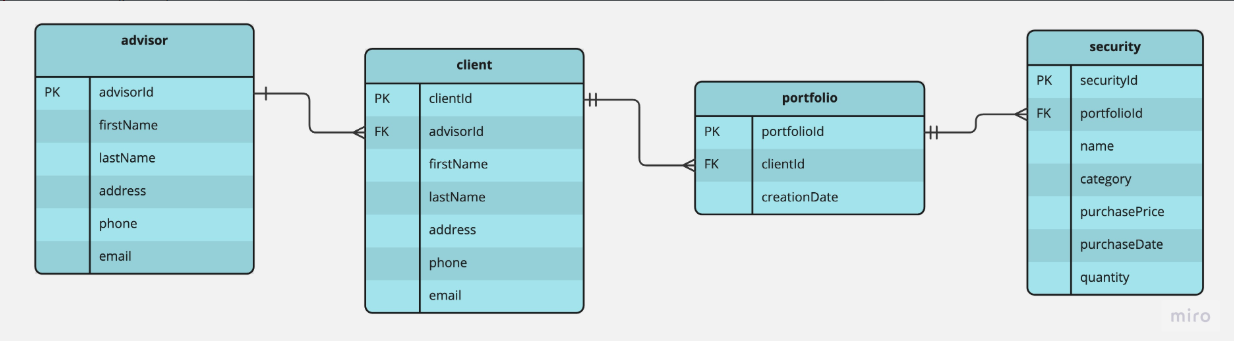 advisor
PK advisorId
firstName
lastName
address
phone
email
client
PK clientId
FK advisorId
firstName
lastName
address
phone
email
portfolio
PK portfolioId
FK clientId
creationDate
security
PK securityId
FK portfolioId
name
category
purchasePrice
purchaseDate
quantity
miro